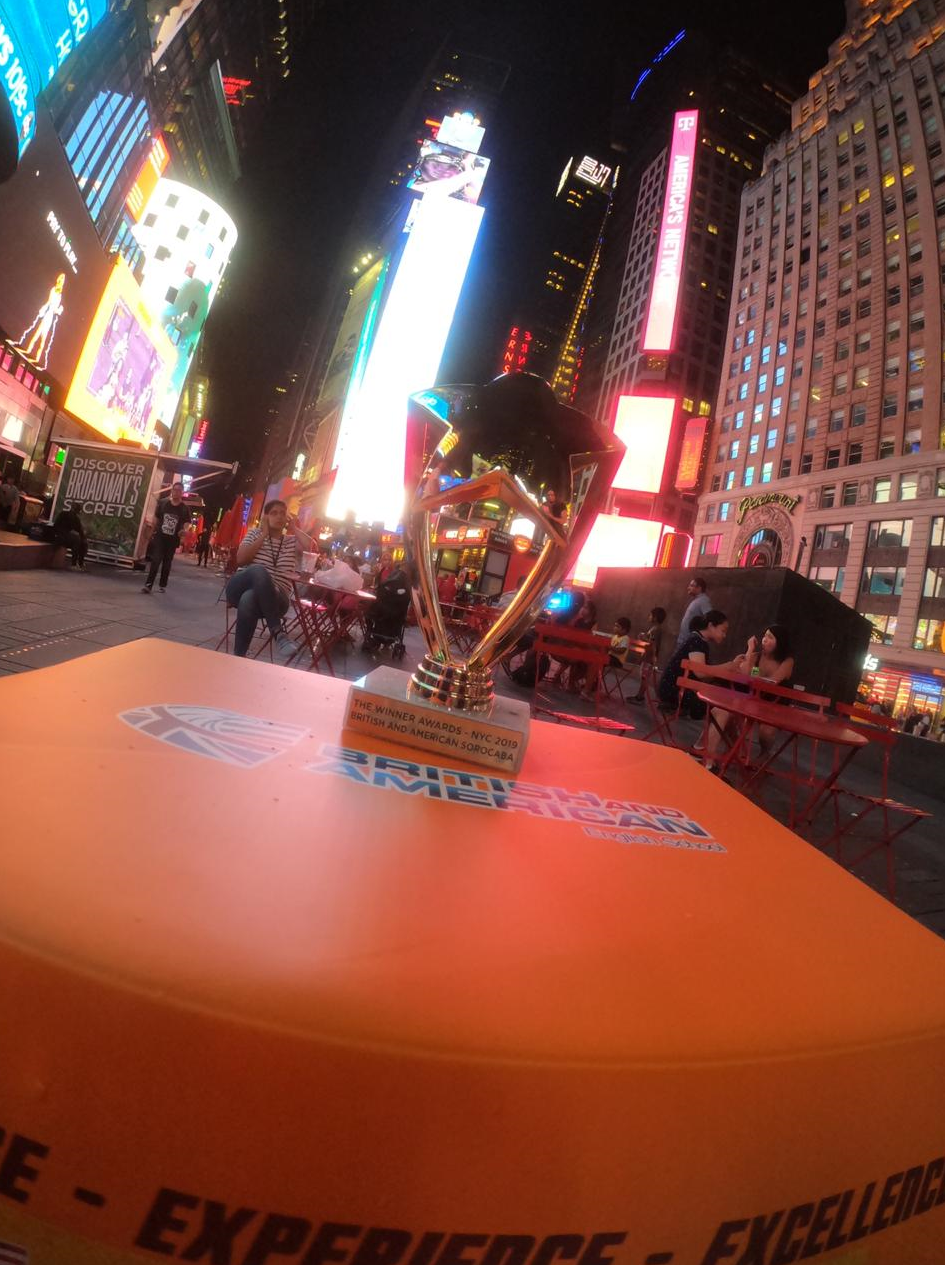 AMERICA'S NETWORK
Paramount
DISCOVER
BROADWAY'S
SECRETS
THE WINNER AWARDS - NYC 2019
BRITISH AND AMERICAN SOROCABA
BRITISH AND
AMERICAN
English School
- EXPERIENCE - EXCELLENCE